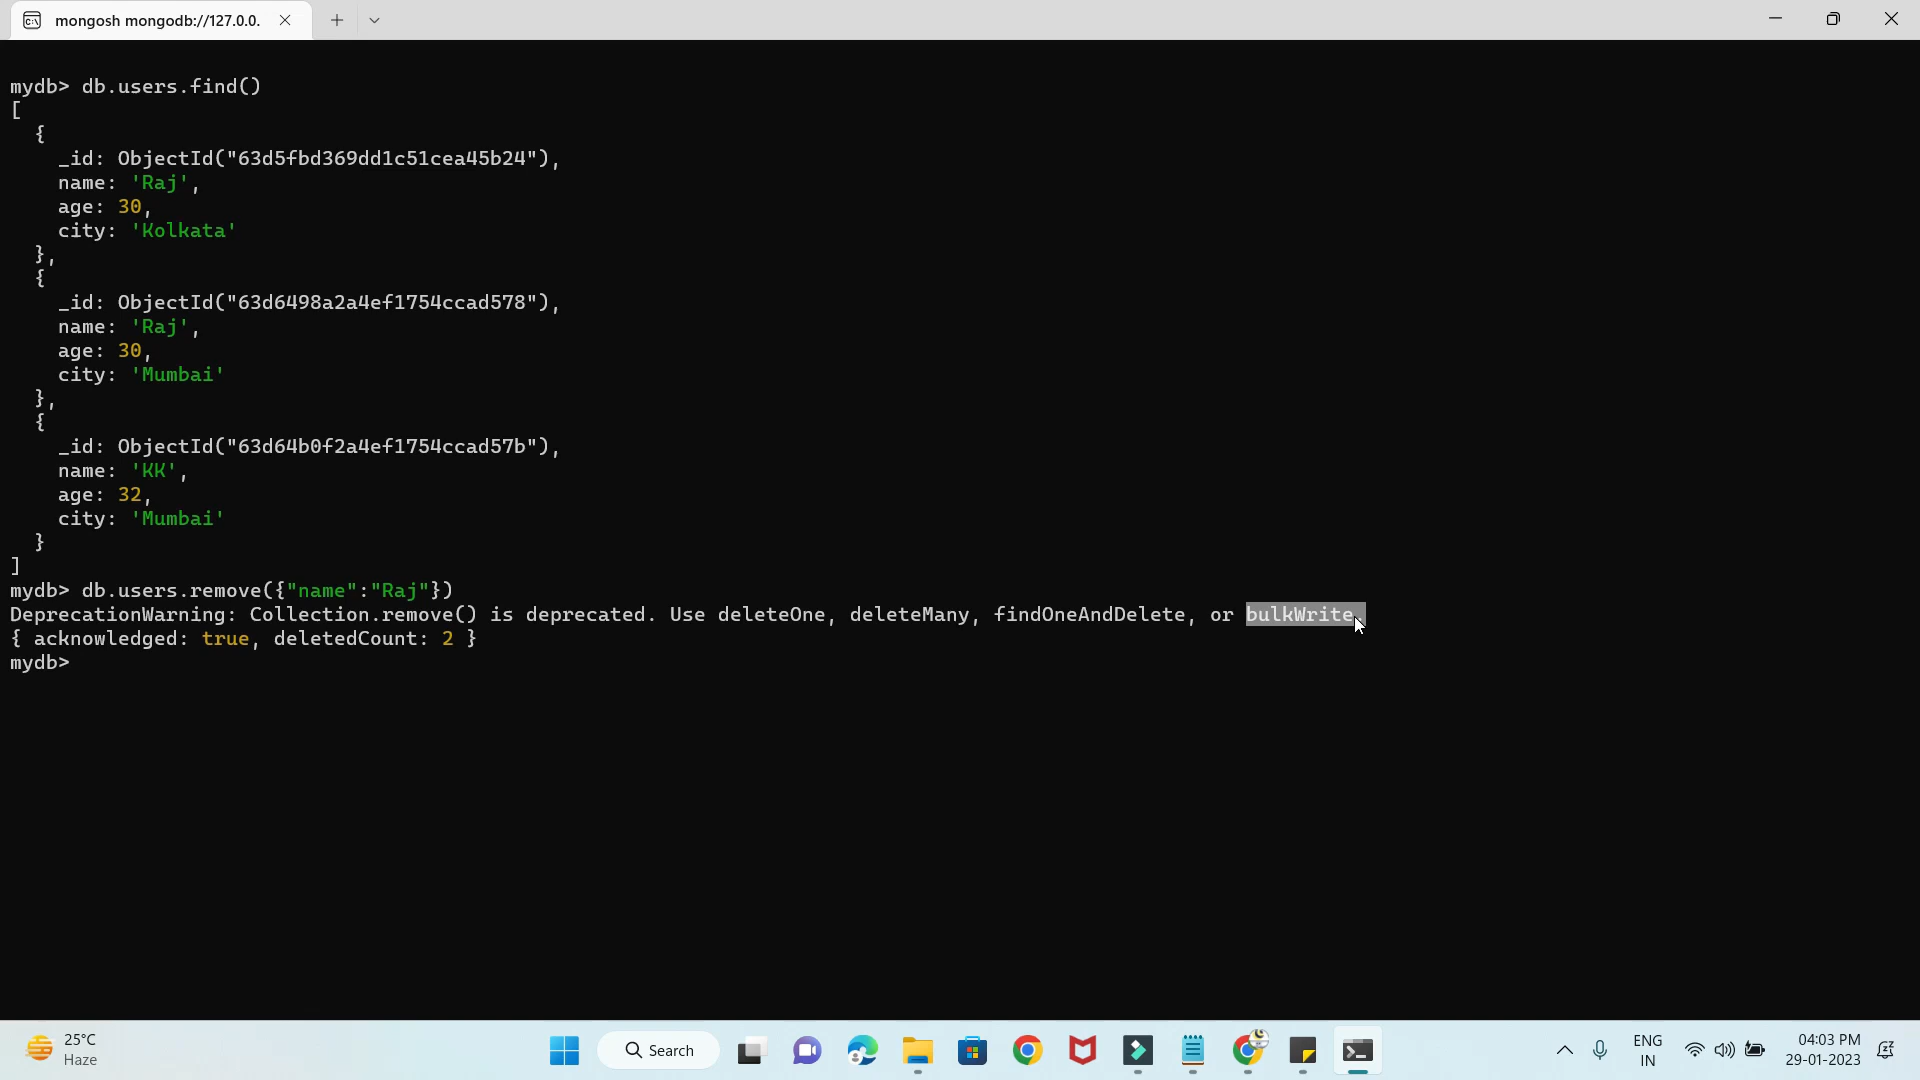 mongosh mongodb://127.0.0.
mydb> db.users.find()
[
{
_id: ObjectId("63d5fbd369dd1c51cea45b24"),
name: 'Raj',
age: 30,
city: 'Kolkata'
},
{
_id: ObjectId("63d6498a2a4ef1754ccad578"),
name: 'Raj',
age: 30,
city: 'Mumbai'
},
{
_id: ObjectId("63d64b0f2a4ef1754ccad57b"),
name: 'KK',
age: 32,
city: 'Mumbai'
}
]
mydb> db.users.remove({"name":"Raj"})
DeprecationWarning: Collection.remove() is deprecated. Use deleteOne, deleteMany, findOneAndDelete, or bulkWrite.
{ acknowledged: true, deletedCount: 2 }
mydb>
25°C
Haze
Search
ENG
IN
04:03 PM
29-01-2023